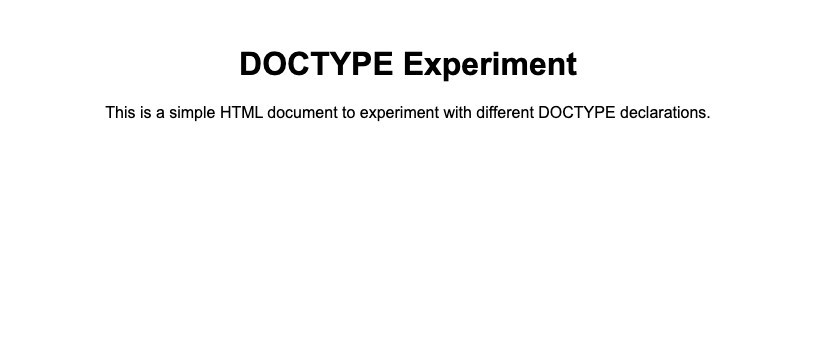 DOCTYPE Experiment
This is a simple HTML document to experiment with different DOCTYPE declarations.